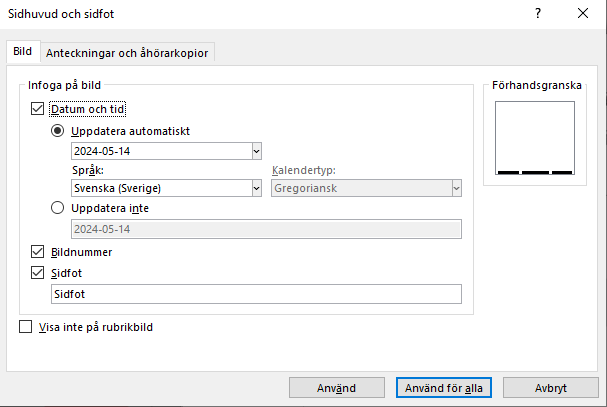 Sidhuvud och sidfot
?
Bild
Anteckningar och åhörarkopior
Infoga på bild
Datum och tid
Uppdatera automatiskt
2024-05-14
Språk:
Kalendertyp:
Svenska (Sverige)
Gregoriansk
Uppdatera inte
2024-05-14
Bildnummer
Sidfot
Sidfot
Visa inte på rubrikbild
Förhandsgranska
Använd
Använd för alla
Avbryt